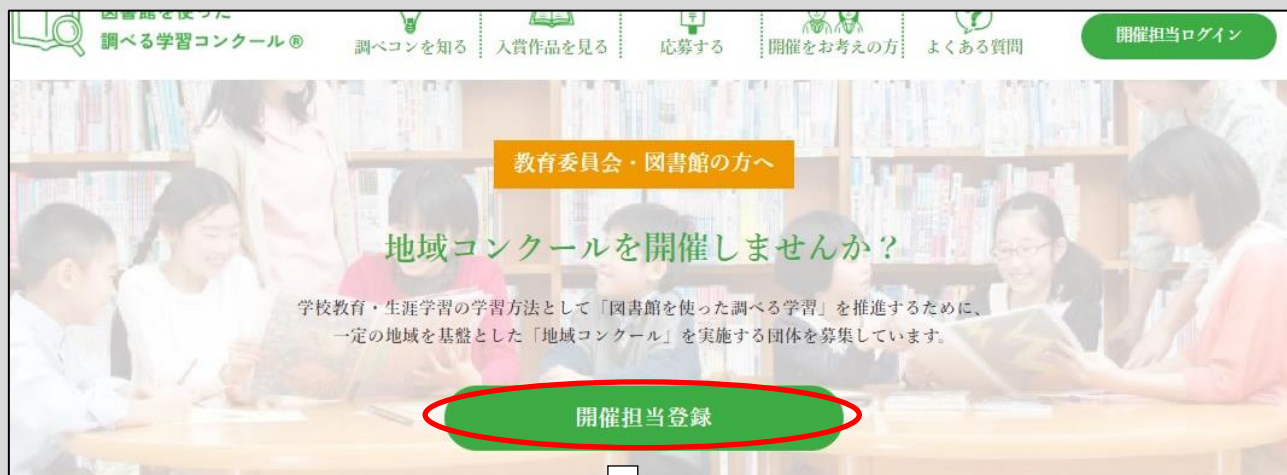 図書館を使った
調べる学習コンクール®
調べコンを知る
入賞作品を見る
応募する
開催をお考えの方
よくある質問
開催担当ログイン
教育委員会・図書館の方へ
地域コンクールを開催しませんか？
学校教育・生涯学習の学習方法として「図書館を使った調べる学習」を推進するために、
一定の地域を基盤とした「地域コンクール」を実施する団体を募集しています。
開催担当登録